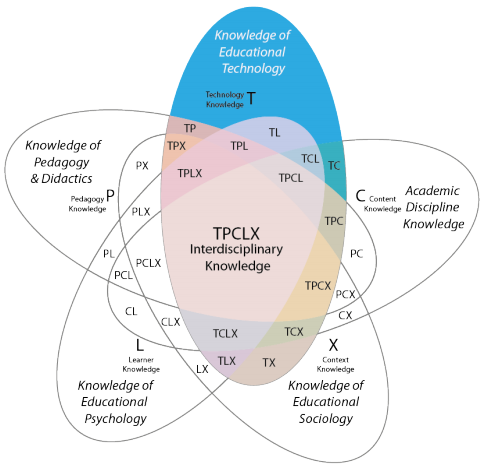 Knowledge of
Educational
Technology
Technology
Knowledge T
TP
TL
TPX
TPL
Knowledge of
Pedagogy
& Didactics
PX
TCL
TC
TPLX
TPCL
Pedagogy
Knowledge P
C Content
Knowledge
Academic
Discipline
Knowledge
PLX
TPC
TPCLX
Interdisciplinary
Knowledge
PL
PCLX
PC
PCL
TPCX
PCX
CL
CLX
CX
TCLX
TCX
L
Learner
Knowledge
X
Context
Knowledge
TLX
TX
LX
Knowledge of
Educational
Psychology
Knowledge of
Educational
Sociology